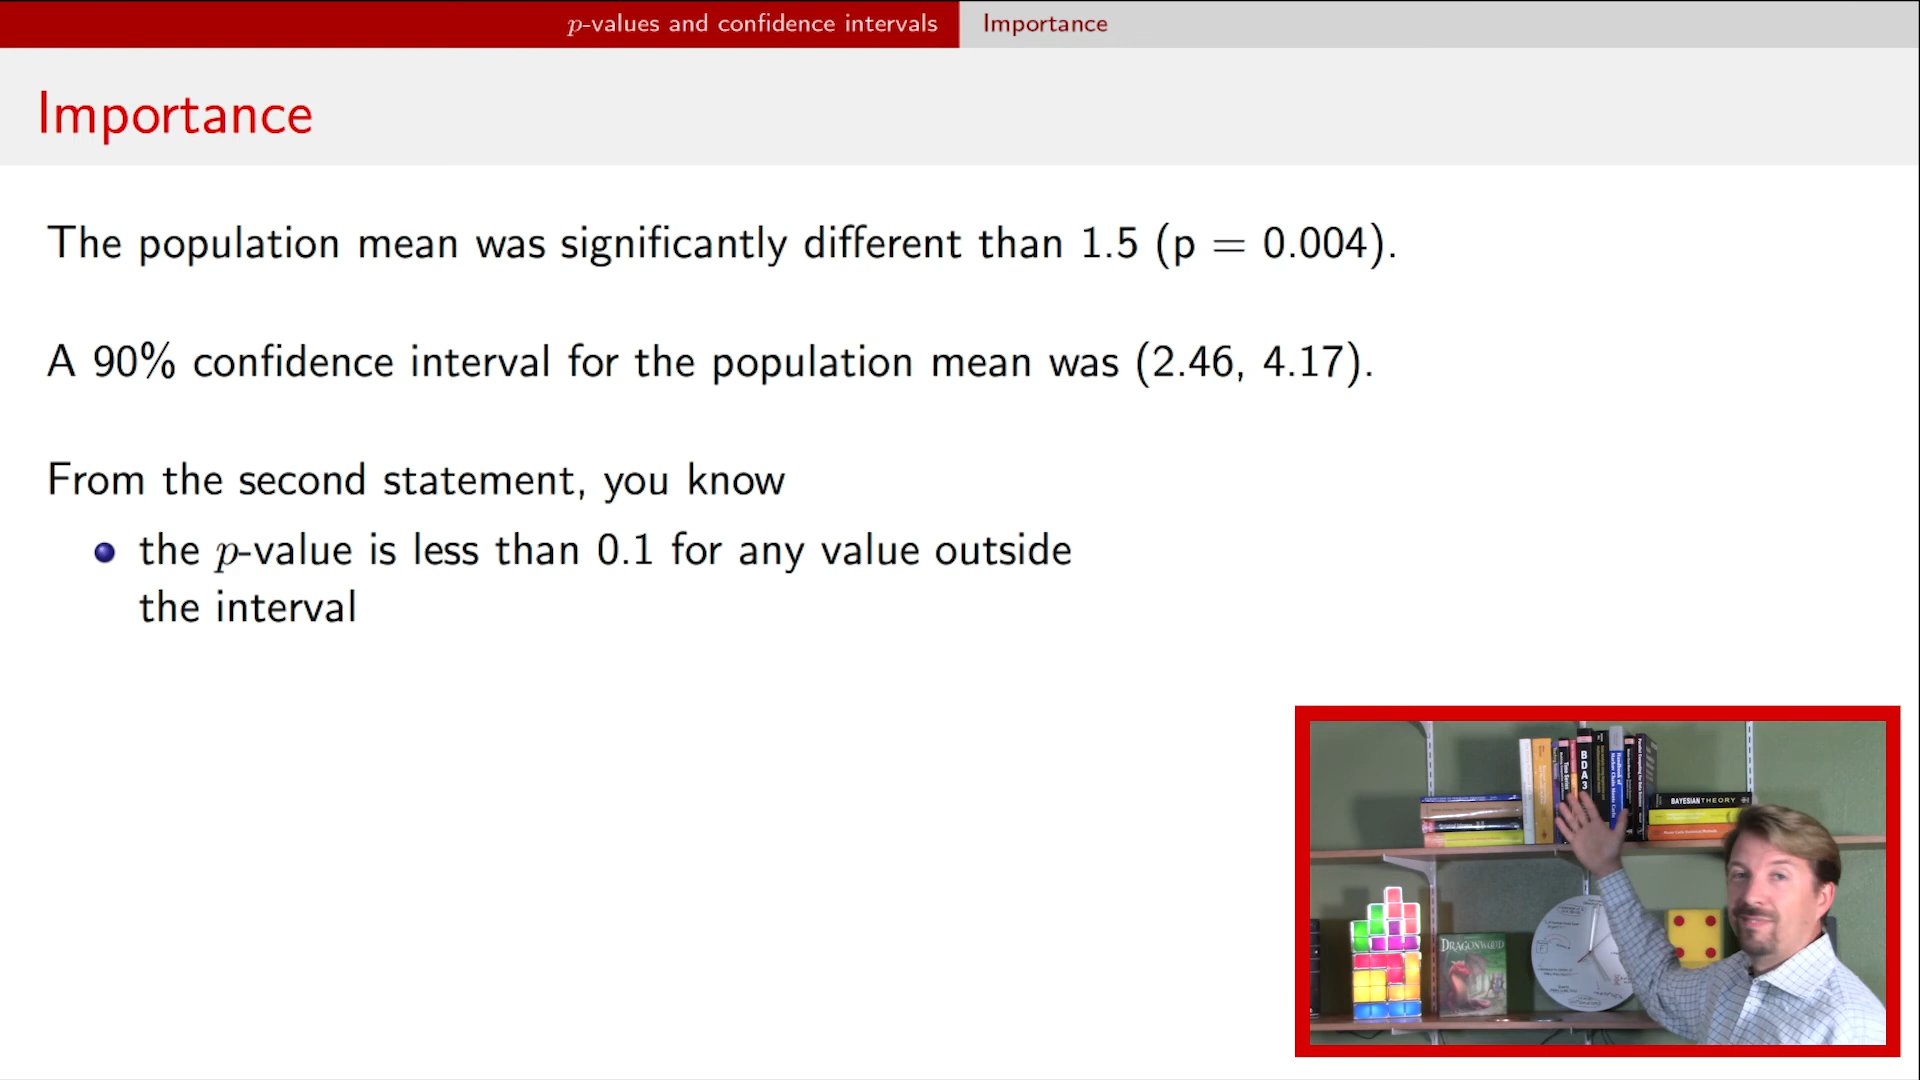 p-values and confidence intervals
Importance
Importance
The population mean was significantly different than 1.5 (p = 0.004).
A 90% confidence interval for the population mean was (2.46, 4.17).
From the second statement, you know
the p-value is less than 0.1 for any value outside
the interval
BDA3
BAYESIAN THEORY
DRAGONWOOD